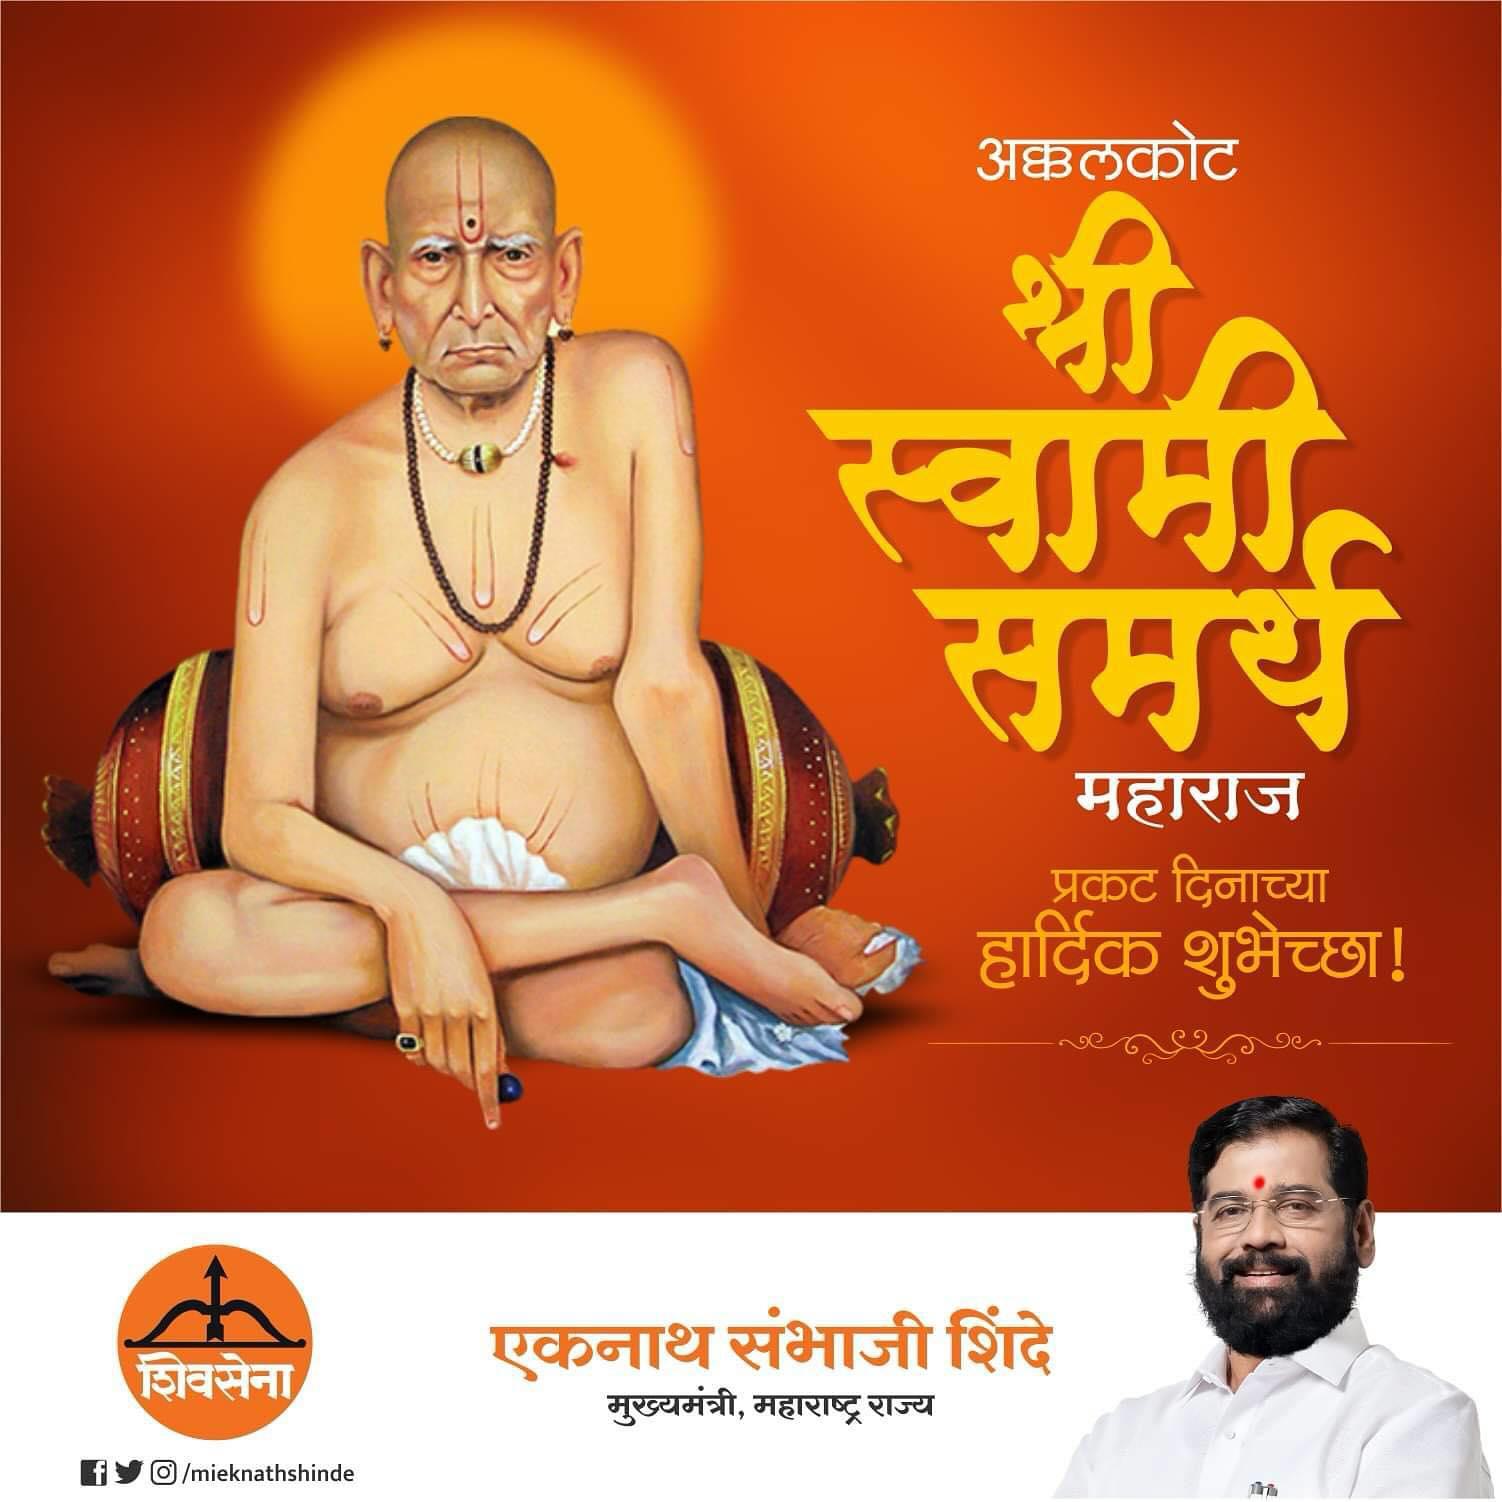 अक्कलकोट
श्री
स्वामी
समर्थ
महाराज
प्रकट दिनाच्या
हार्दिक शुभेच्छा!
शिवसेना
एकनाथ संभाजी शिंदे
मुख्यमंत्री, महाराष्ट्र राज्य
/mieknathshinde